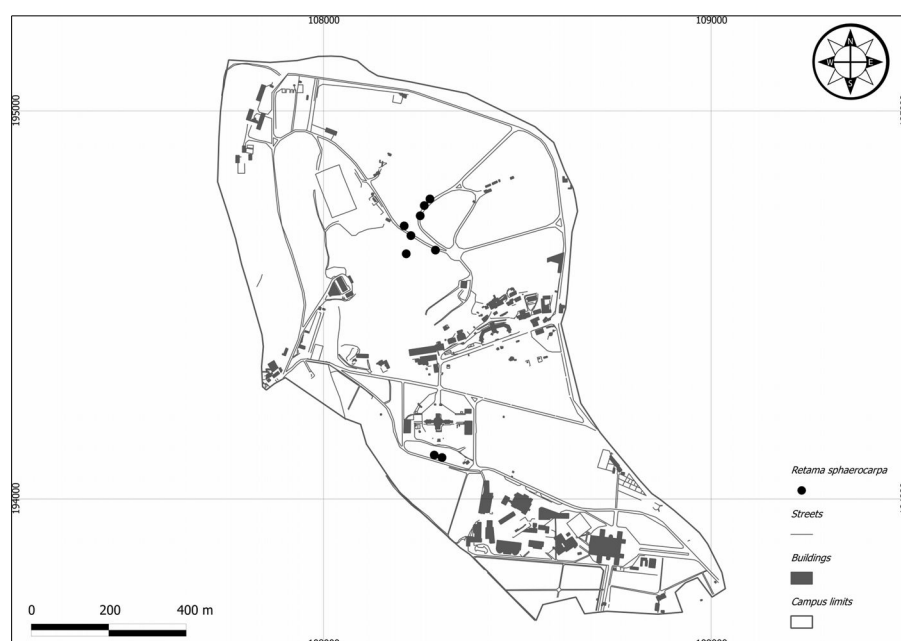 108000
109000
195000
N
W E
S
194000
Retama sphaerocarpa
Streets
Buildings
Campus limits
0 200 400 m